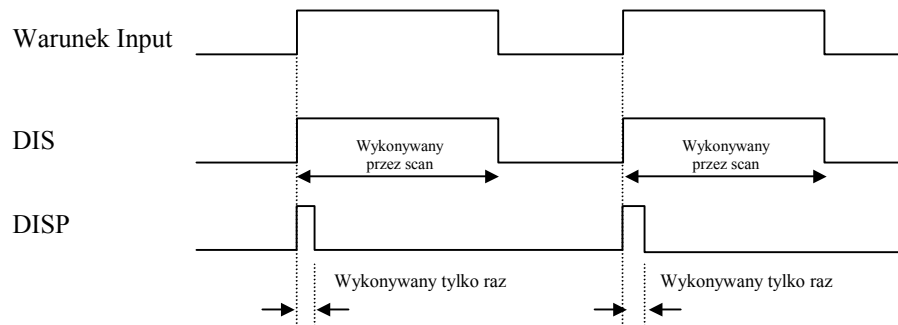 Warunek Input
DIS
Wykonywany
przez scan
Wykonywany
przez scan
DISP
Wykonywany tylko raz
Wykonywany tylko raz